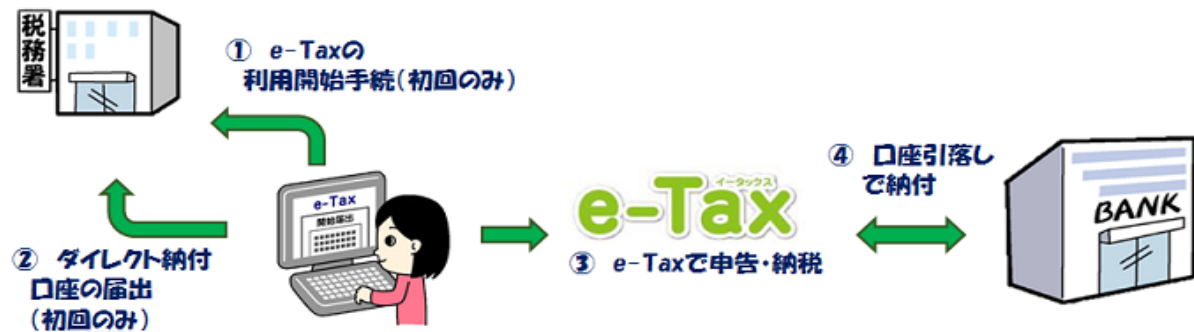 税務署
① e-Taxの
利用開始手続(初回のみ)
② ダイレクト納付
口座の届出
(初回のみ)
e-Tax
開始届出
イータックス
e-Tax
③ e-Taxで申告・納税
④ 口座引落し
で納付
BANK